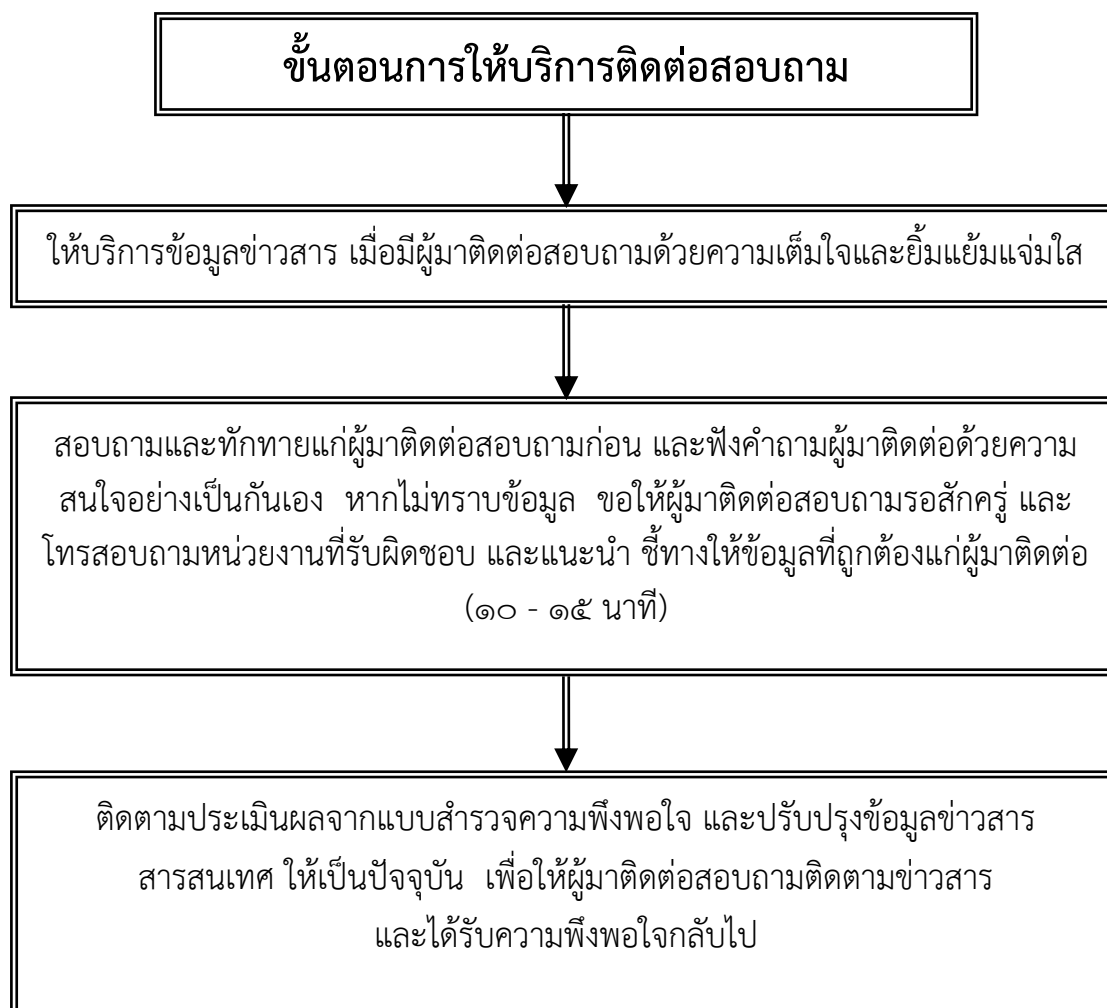 ขั้นตอนการให้บริการติดต่อสอบถาม
ให้บริการข้อมูลข่าวสาร เมื่อมีผู้มาติดต่อสอบถามด้วยความเต็มใจและยิ้มแย้มแจ่มใส
สอบถามและทักทายแก่ผู้มาติดต่อสอบถามก่อน และฟังคำถามผู้มาติดต่อด้วยความ
สนใจอย่างเป็นกันเอง หากไม่ทราบข้อมูล ขอให้ผู้มาติดต่อสอบถามรอสักครู่ และ
โทรสอบถามหน่วยงานที่รับผิดชอบ และแนะนำ ชี้ทางให้ข้อมูลที่ถูกต้องแก่ผู้มาติดต่อ
(๑๐ - ๑๕ นาที)
ติดตามประเมินผลจากแบบสำรวจความพึงพอใจ และปรับปรุงข้อมูลข่าวสาร
สารสนเทศ ให้เป็นปัจจุบัน เพื่อให้ผู้มาติดต่อสอบถามติดตามข่าวสาร
และได้รับความพึงพอใจกลับไป